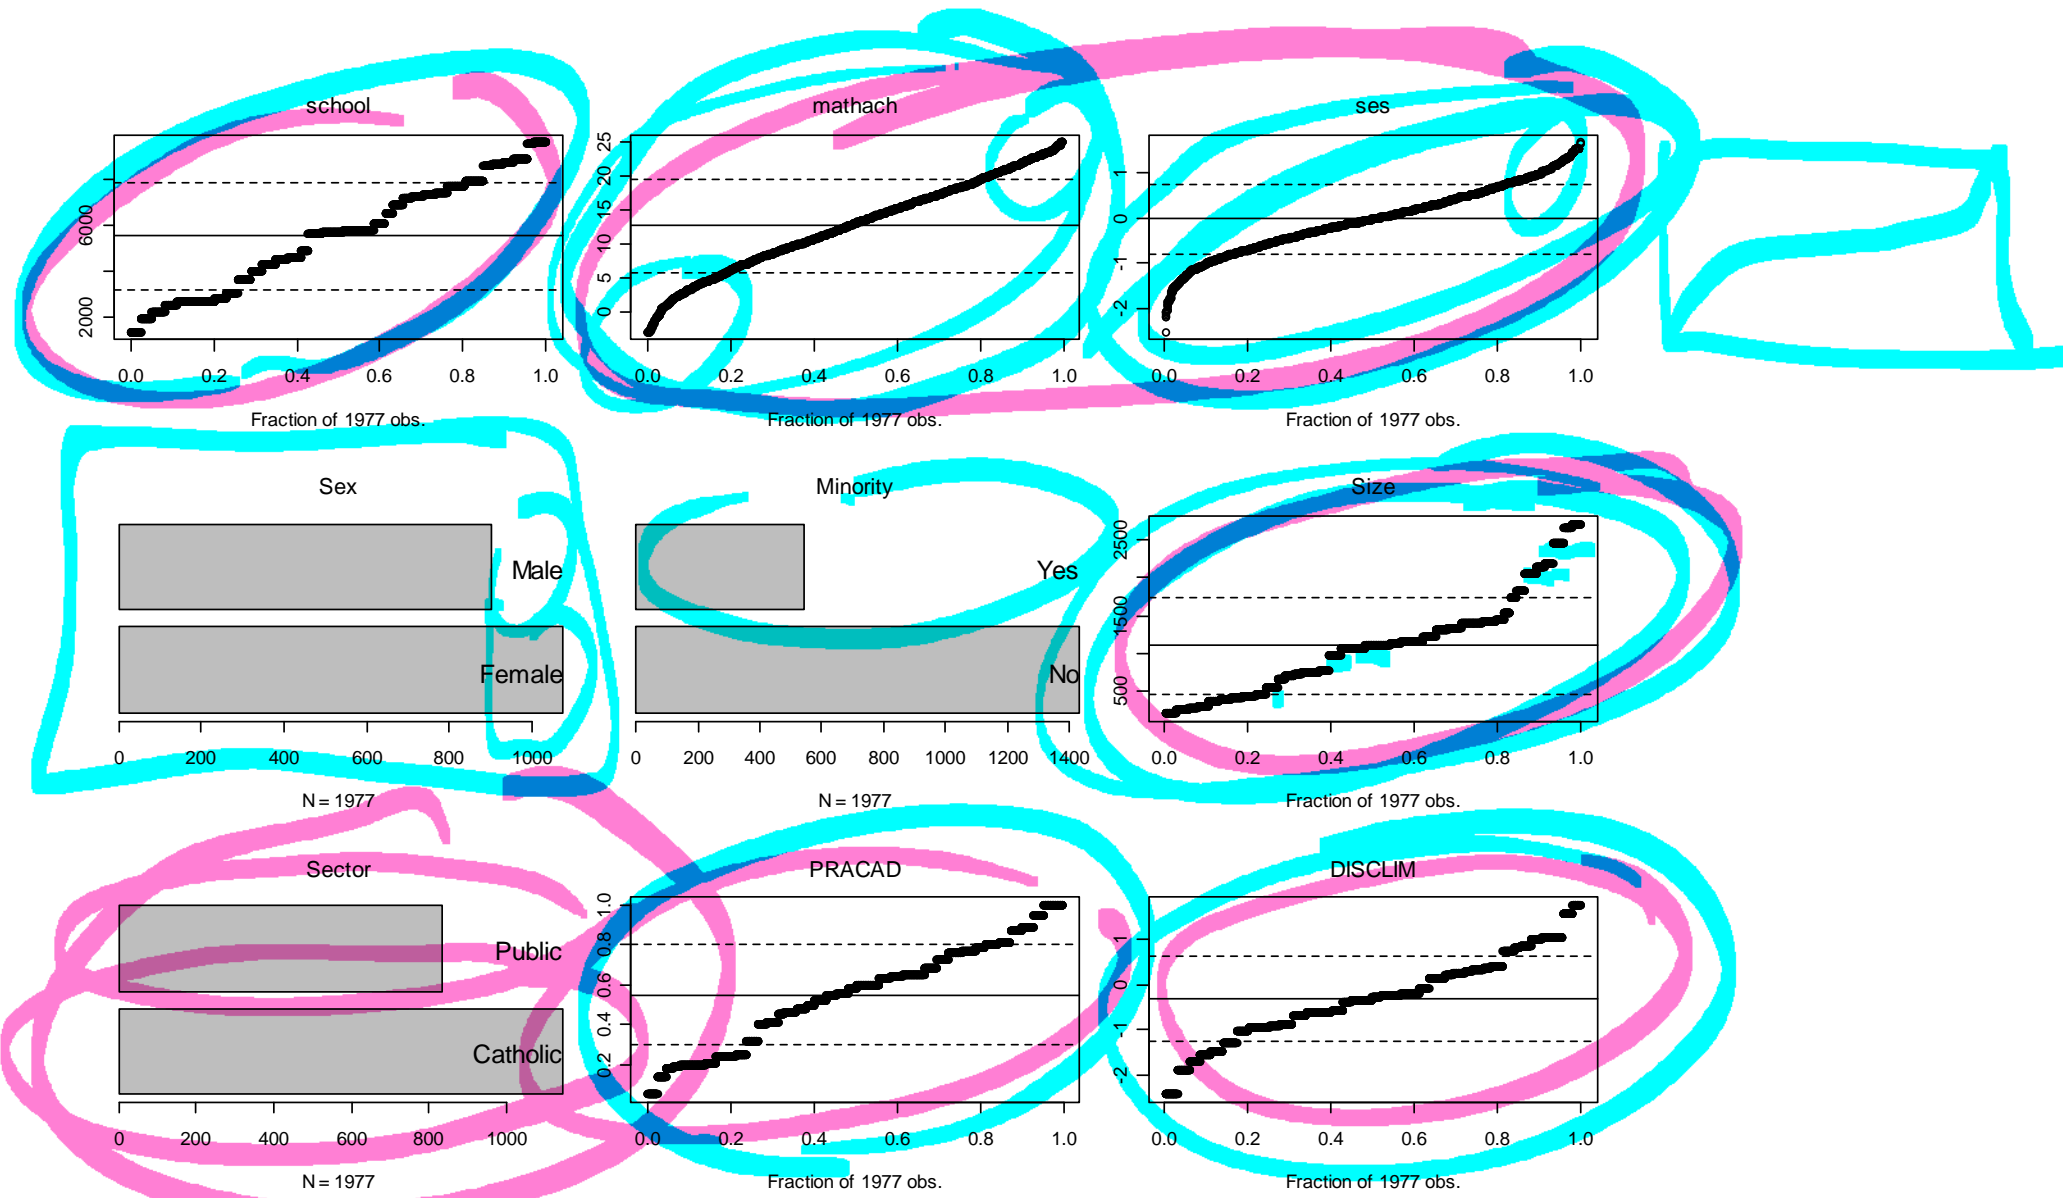 school
mathach
ses
2000
6000
0.0 0.2 0.4 0.6 0.8 1.0
Fraction of 1977 obs.
0 5 10 15 20 25
0.0 0.2 0.4 0.6 0.8 1.0
Fraction of 1977 obs.
-2 -1 0 1
0.0 0.2 0.4 0.6 0.8 1.0
Fraction of 1977 obs.
Sex
Male
Female
0 200 400 600 800 1000
N = 1977
Minority
Yes
No
0 200 400 600 800 1000 1200 1400
N = 1977
Size
500 1500 2500
0.0 0.2 0.4 0.6 0.8 1.0
Fraction of 1977 obs.
Sector
Public
Catholic
0 200 400 600 800 1000
N = 1977
PRACAD
0.2 0.4 0.6 0.8 1.0
0.0 0.2 0.4 0.6 0.8 1.0
Fraction of 1977 obs.
DISCLIM
-2 -1 0 1
0.0 0.2 0.4 0.6 0.8 1.0
Fraction of 1977 obs.